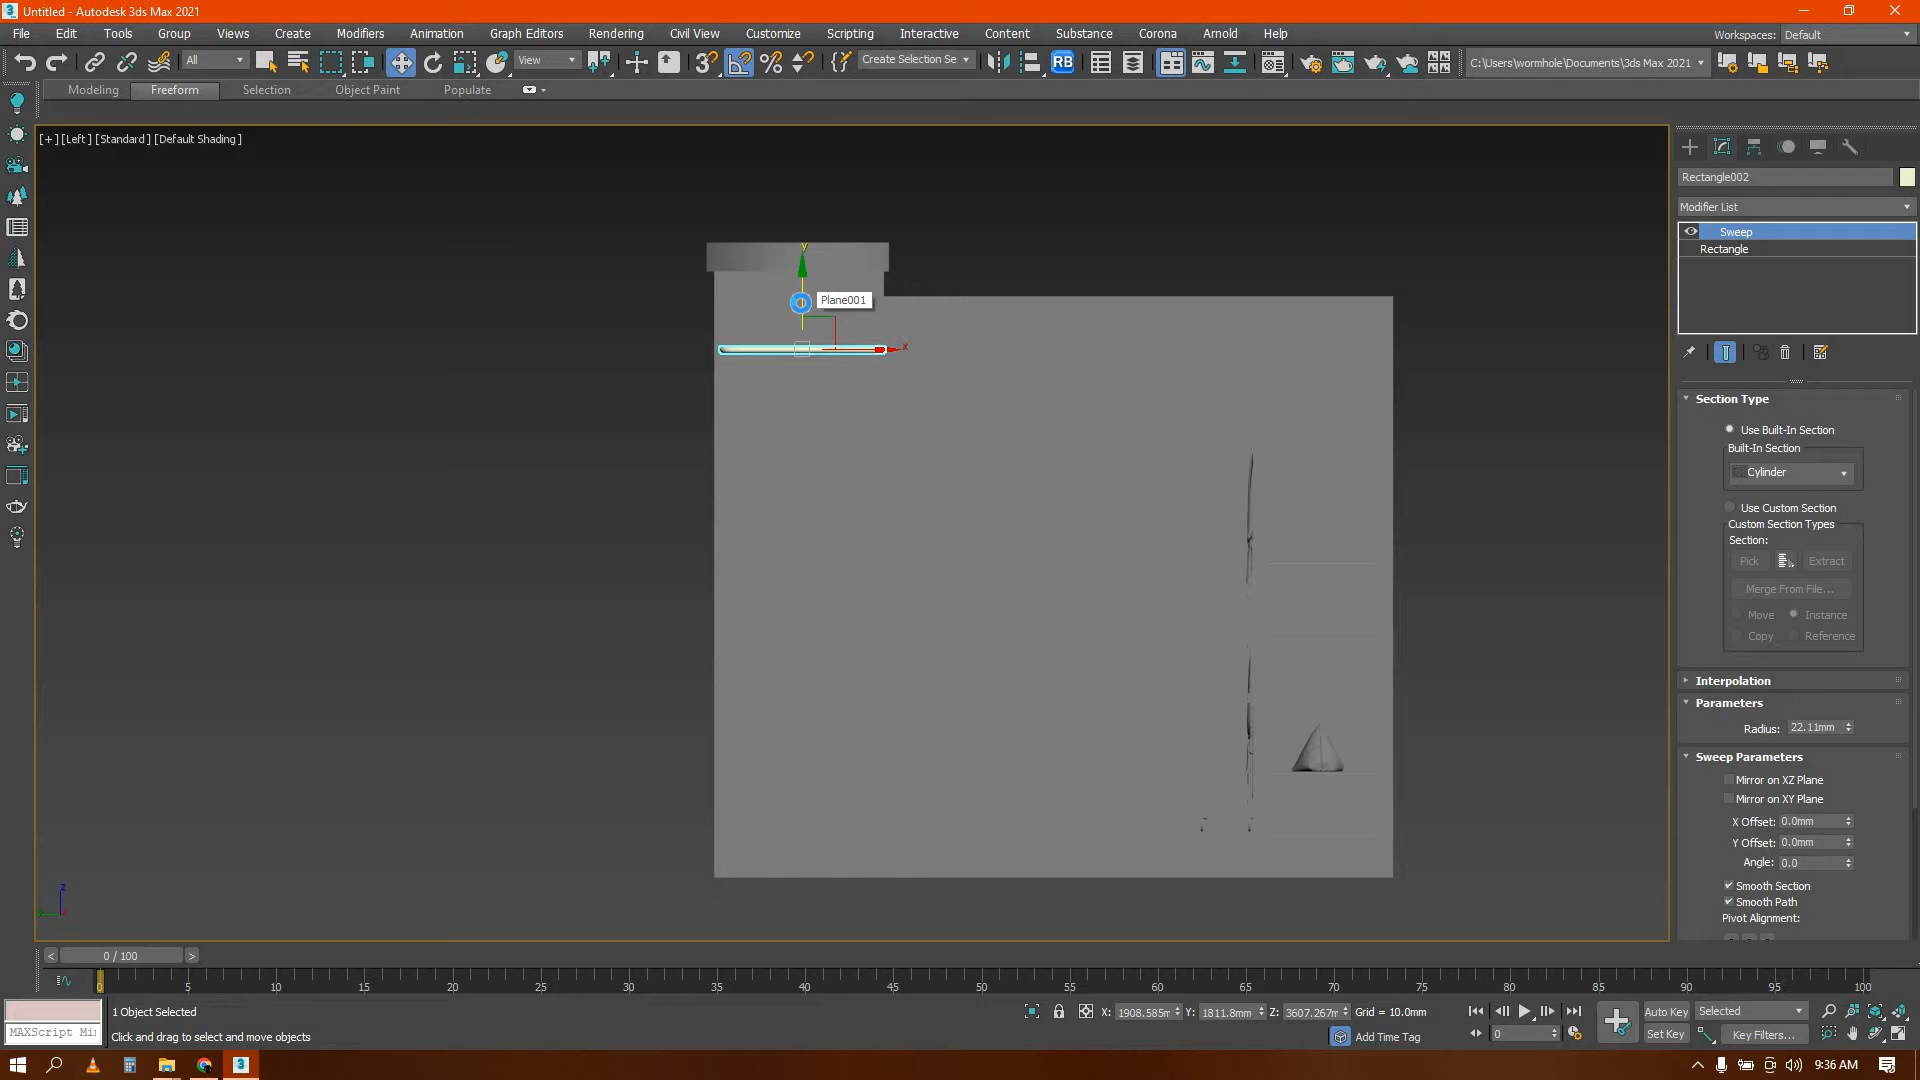 Untitled - Autodesk 3ds Max 2021
File Edit Tools Group Views Create Modifiers Animation Graph Editors Rendering Civil View Customize Scripting Interactive Content Corona Substance Arnold Help
Workspaces: Default
All View Create Selection Se RB C:\Users\wormhole\Documents\3ds Max 2021
Modeling Freeform Selection Object Paint Populate
[+] [Left] [Standard] [Default Shading]
Rectangle002
Modifier List
Sweep
Rectangle
y
Plane001
x
Section Type
Use Built-In Section
Built-In Section
Cylinder
Use Custom Section
Custom Section Types
Section:
Pick Extract
Merge From File...
Move Instance
Copy Reference
Interpolation
Parameters
Radius: 22.11mm
Sweep Parameters
Mirror on XZ Plane
Mirror on XY Plane
X Offset: 0.0mm
Y Offset: 0.0mm
Angle: 0.0
Smooth Section
Smooth Path
Pivot Alignment:
z
< 0 / 100 >
0 5 10 15 20 25 30 35 40 45 50 55 60 65 70 75 80 85 90 95 100
1 Object Selected
X: 1908.585m Y: 1811.8mm Z: 3607.267m Grid = 10.0mm
Auto Key Selected
MAXScript Mi
Click and drag to select and move objects
Add Time Tag
0
Set Key Key Filters...
9:36 AM